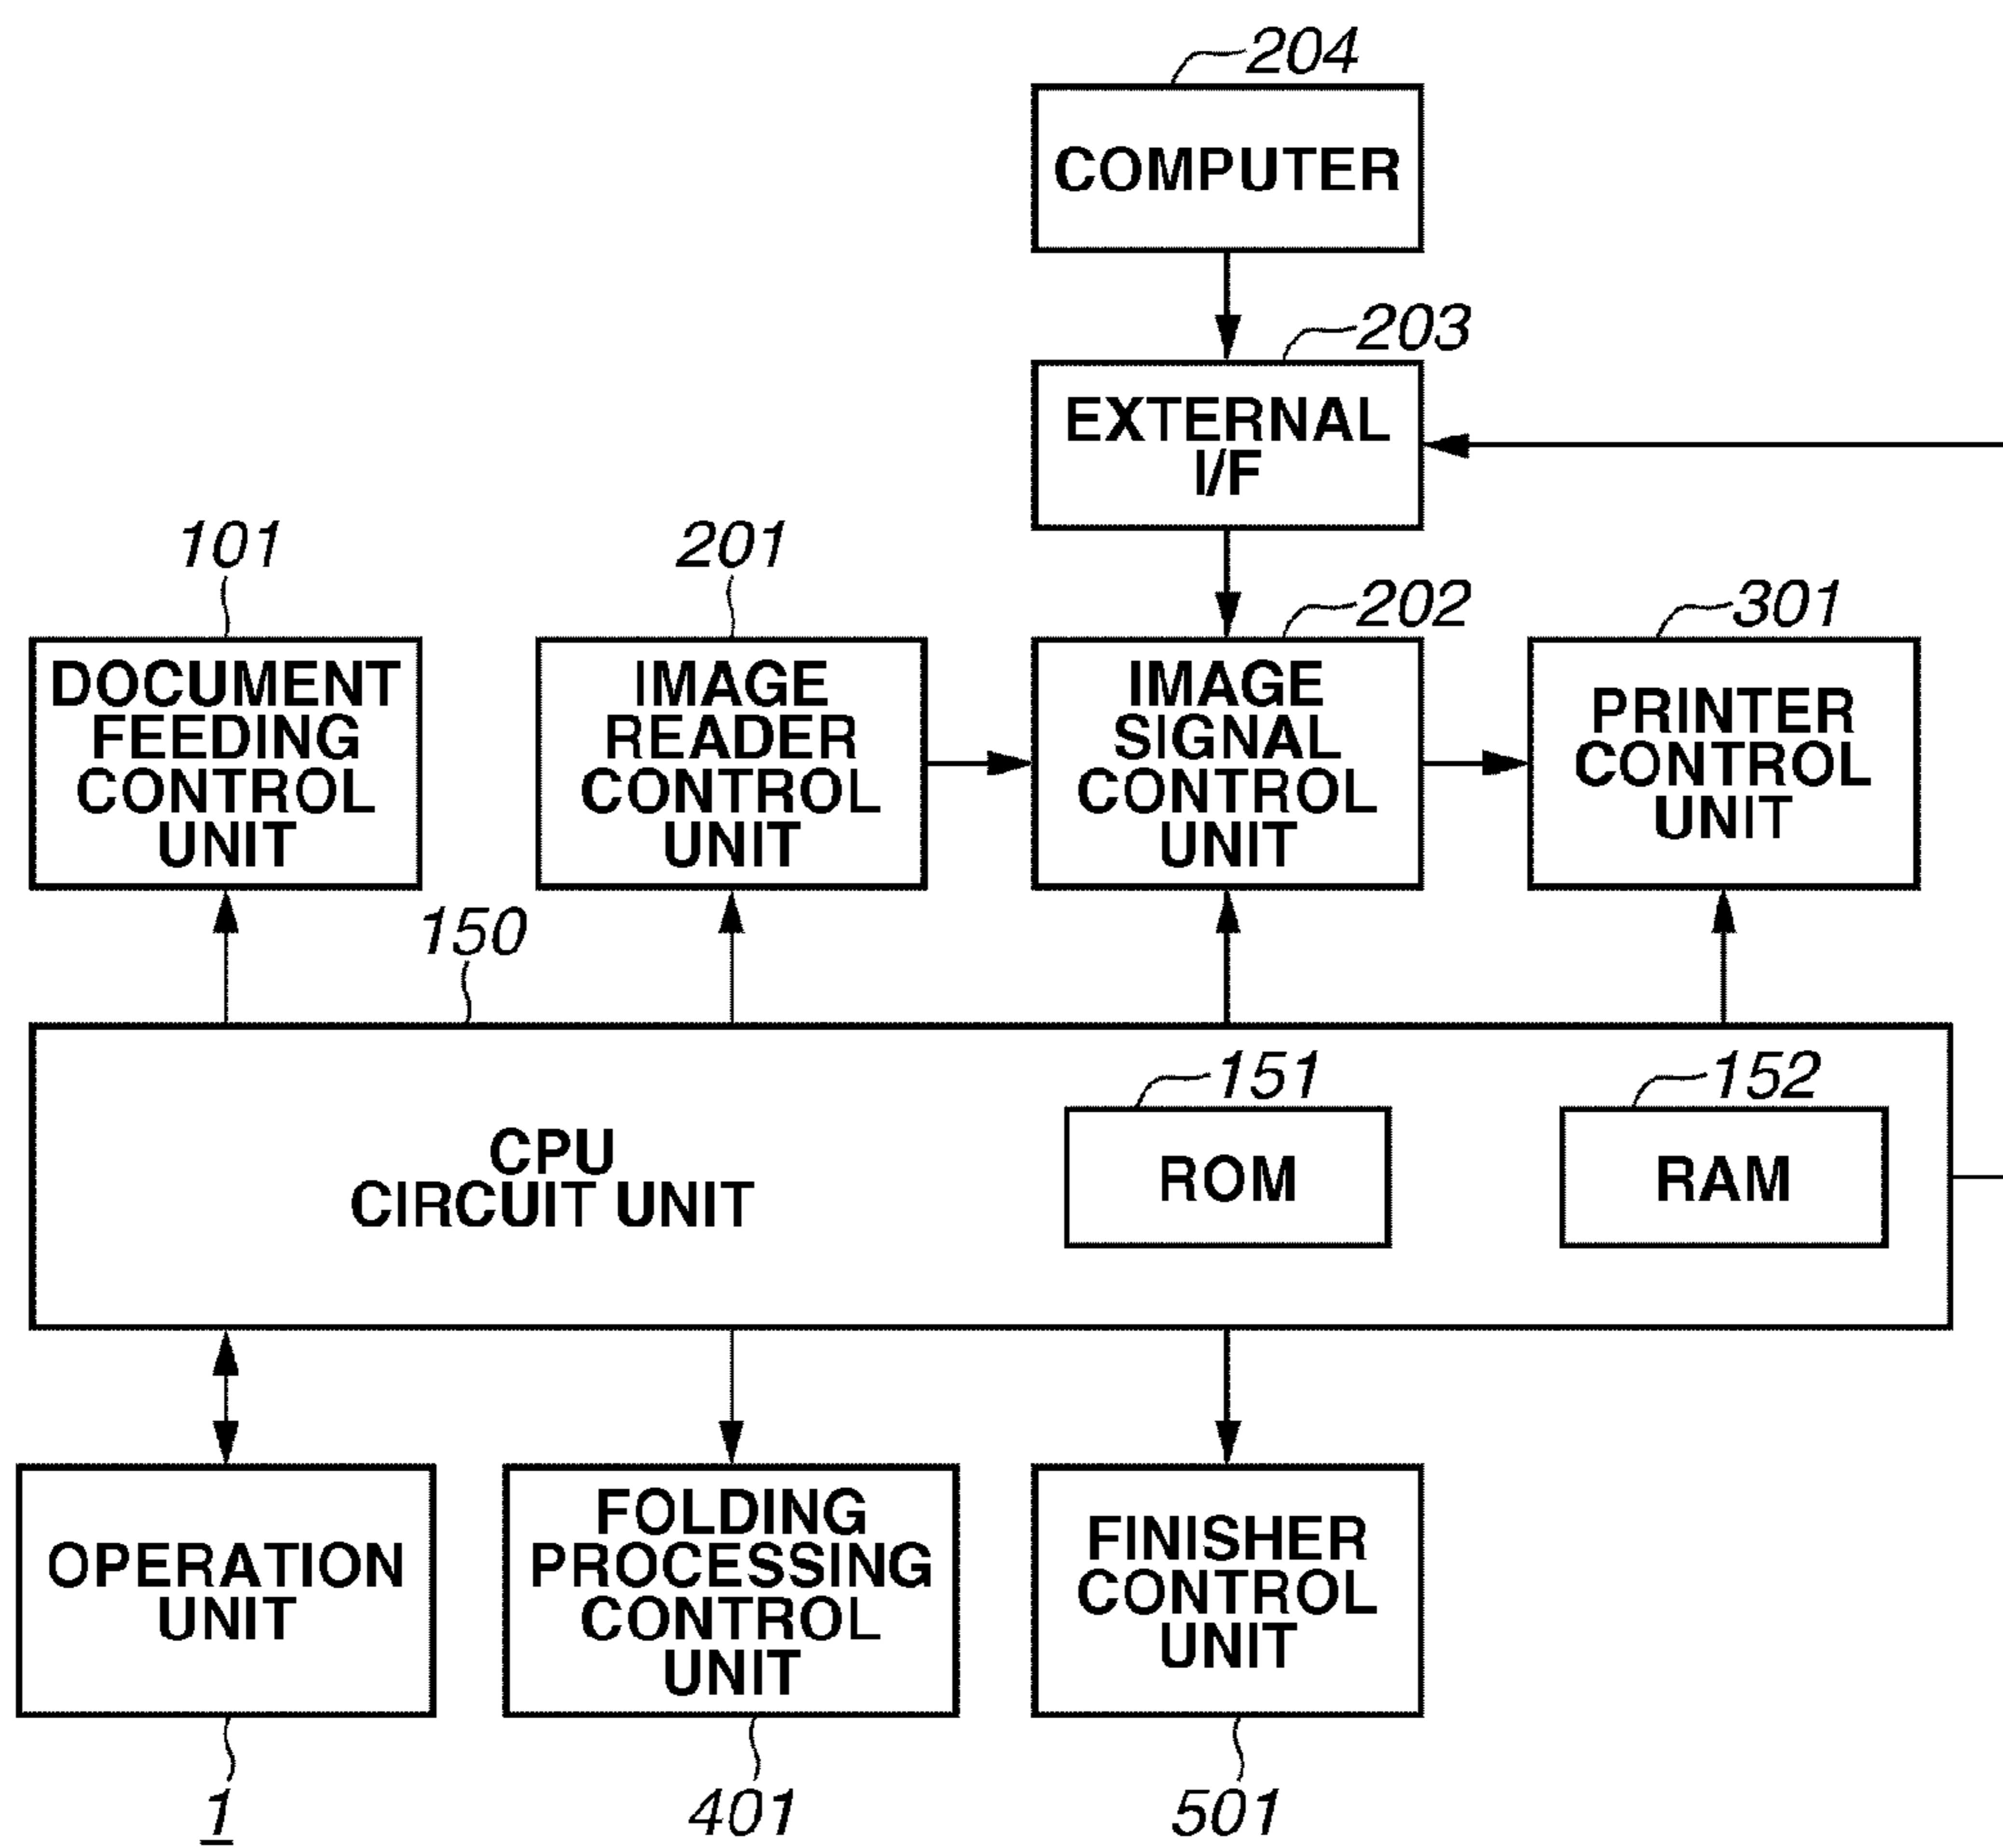 204
COMPUTER
203
EXTERNAL
I/F
101
201
202
301
DOCUMENT
FEEDING
CONTROL
UNIT
IMAGE
READER
CONTROL
UNIT
IMAGE
SIGNAL
CONTROL
UNIT
PRINTER
CONTROL
UNIT
150
CPU
CIRCUIT UNIT
151
ROM
152
RAM
OPERATION
UNIT
FOLDING
PROCESSING
CONTROL
UNIT
FINISHER
CONTROL
UNIT
1
401
501